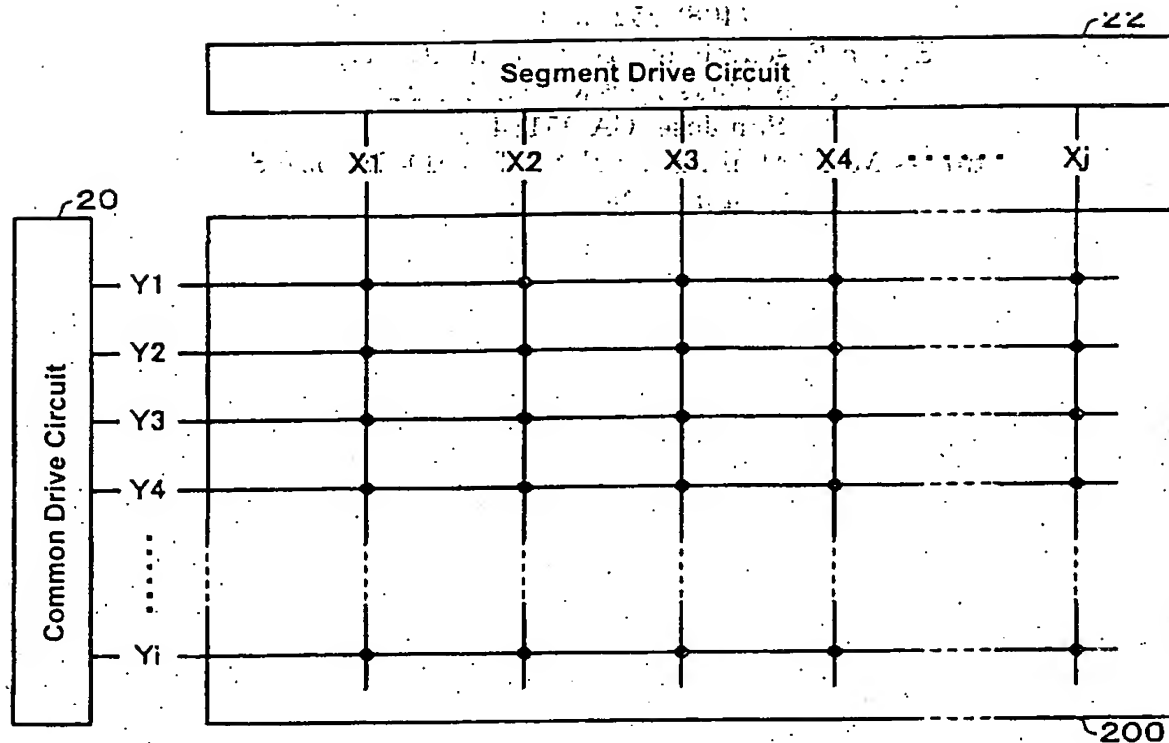 22
Segment Drive Circuit
X1 X2 X3 X4 ······ Xj
20
Common Drive Circuit
Y1
Y2
Y3
Y4
Yi
200